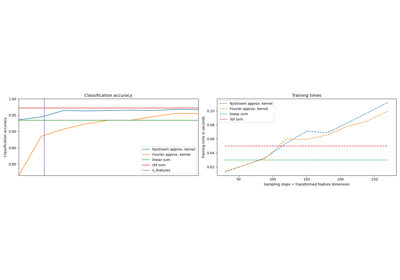 Classification accuracy
Classification accuracy
1.00
0.95
0.90
0.85
0.80
Nystroem approx. kernel
Fourier approx. kernel
linear svm
rbf svm
n_features
Training times
Training time in seconds
0.10
0.08
0.06
0.04
0.02
Nystroem approx. kernel
Fourier approx. kernel
linear svm
rbf svm
50
100
150
200
250
Sampling steps = transformed feature dimension